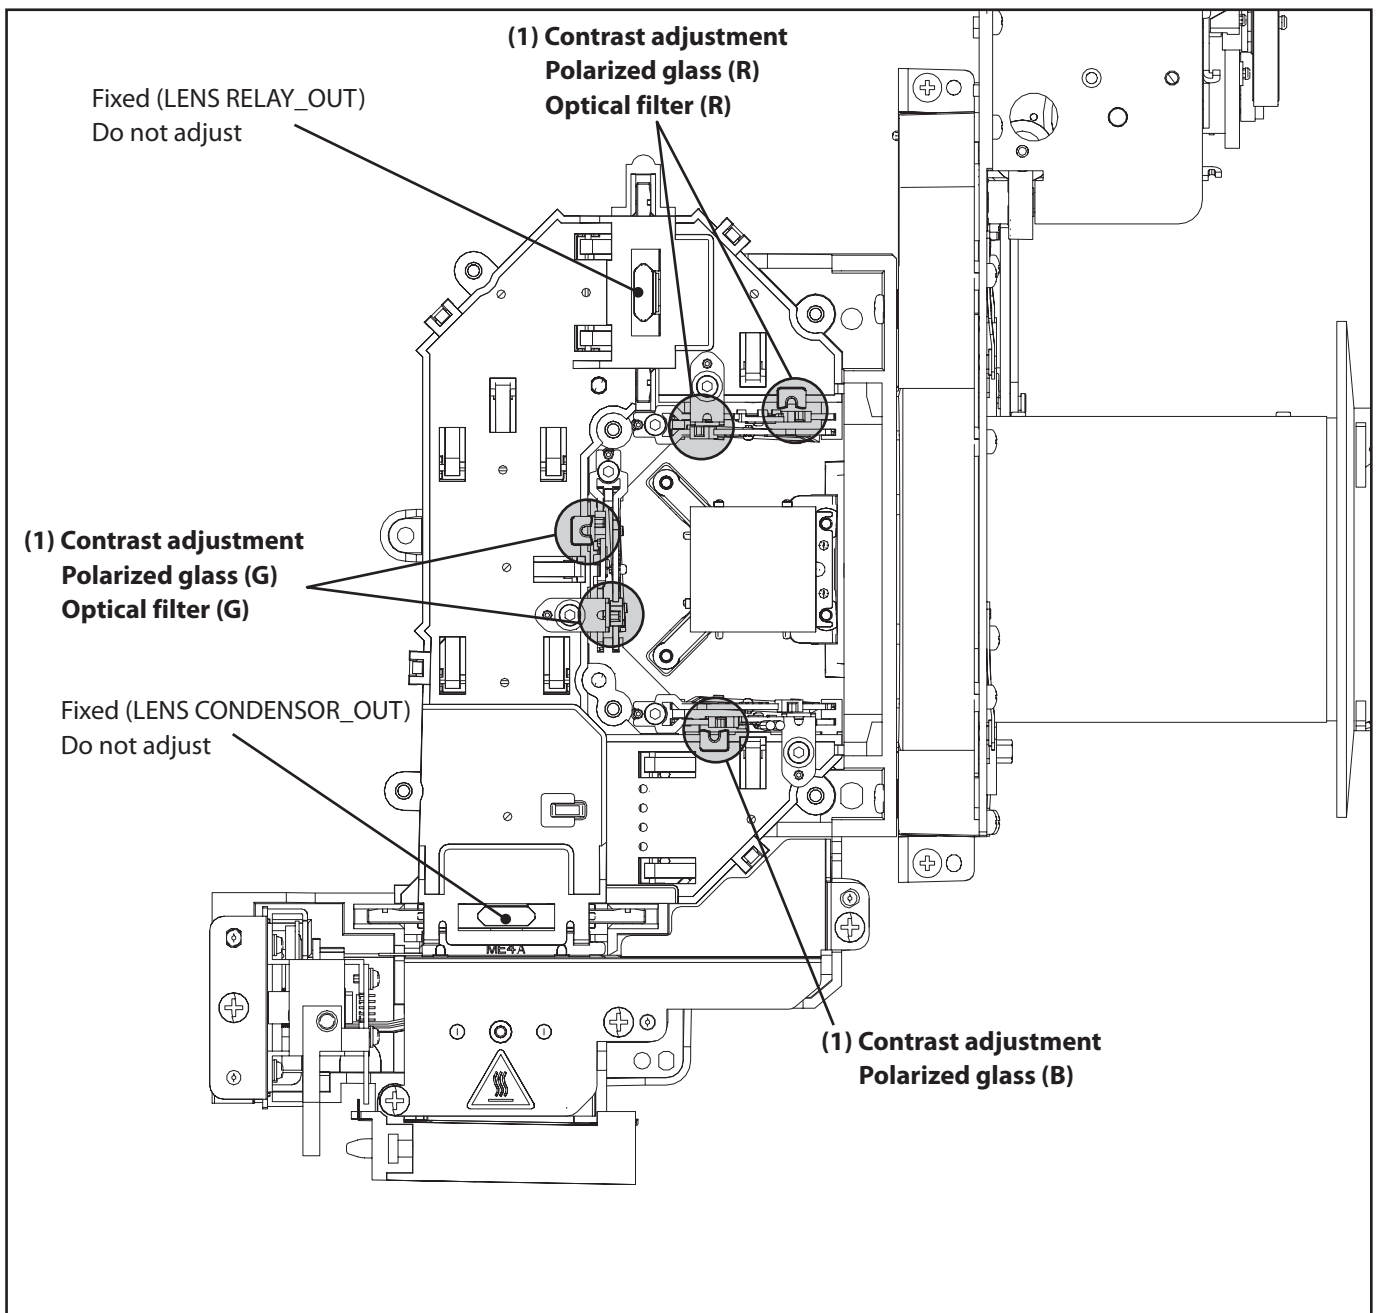 (1) Contrast adjustment
Polarized glass (R)
Optical filter (R)
Fixed (LENS RELAY_OUT)
Do not adjust
(1) Contrast adjustment
Polarized glass (G)
Optical filter (G)
Fixed (LENS CONDENSOR_OUT)
Do not adjust
ME4A
(1) Contrast adjustment
Polarized glass (B)